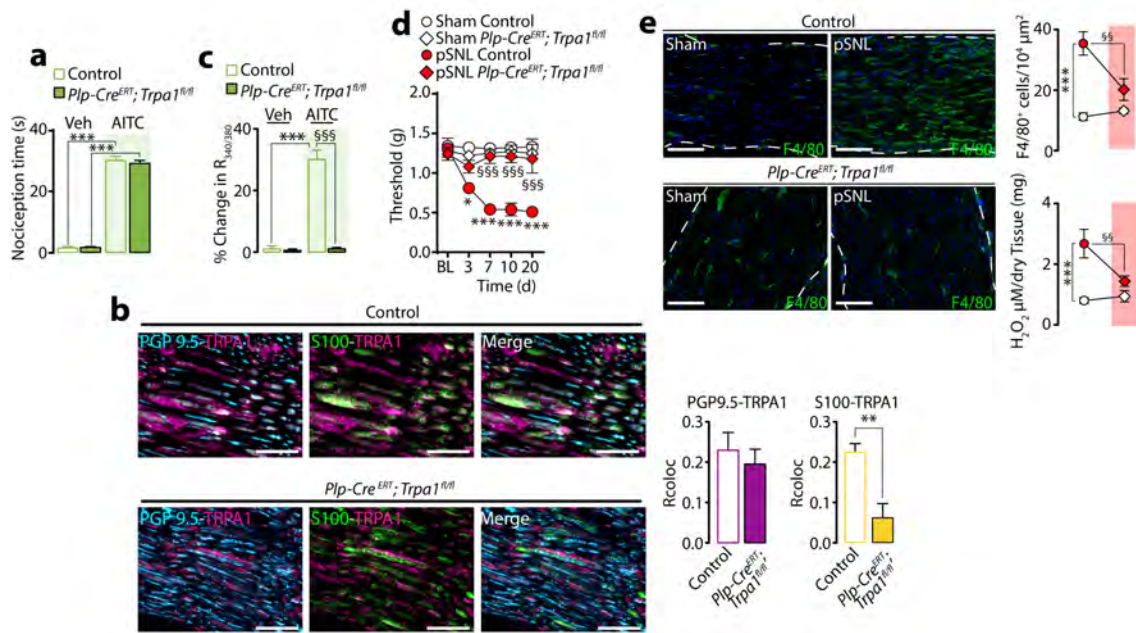 a
Control
Plp-Cre^ERT; Trpa1^fl/fl
Veh AITC
***
***
40
20
0
Nociception time (s)
c
Control
Plp-Cre^ERT; Trpa1^fl/fl
Veh AITC
*** §§§
40
20
0
% Change in R340/380
d
Sham Control
Sham Plp-Cre^ERT; Trpa1^fl/fl
pSNL Control
pSNL Plp-Cre^ERT; Trpa1^fl/fl
2.0
1.5
1.0
0.5
0.0
Threshold (g)
§§§ §§§ §§§
* *** *** ***
BL 3 7 10 20
Time (d)
e
Control
Sham pSNL
F4/80 F4/80
Plp-Cre^ERT; Trpa1^fl/fl
Sham pSNL
F4/80 F4/80
40
20
0
F4/80+ cells/10⁴ µm²
***
§§
4
2
0
H₂O₂ µM/dry Tissue (mg)
***
§§
b
Control
PGP 9.5-TRPA1 S100-TRPA1 Merge
Plp-Cre^ERT; Trpa1^fl/fl
PGP 9.5-TRPA1 S100-TRPA1 Merge
PGP9.5-TRPA1
0.3
0.2
0.1
0.0
Rcoloc
Control
Plp-Cre^ERT;
Trpa1^fl/fl
S100-TRPA1
**
0.3
0.2
0.1
0.0
Rcoloc
Control
Plp-Cre^ERT;
Trpa1^fl/fl